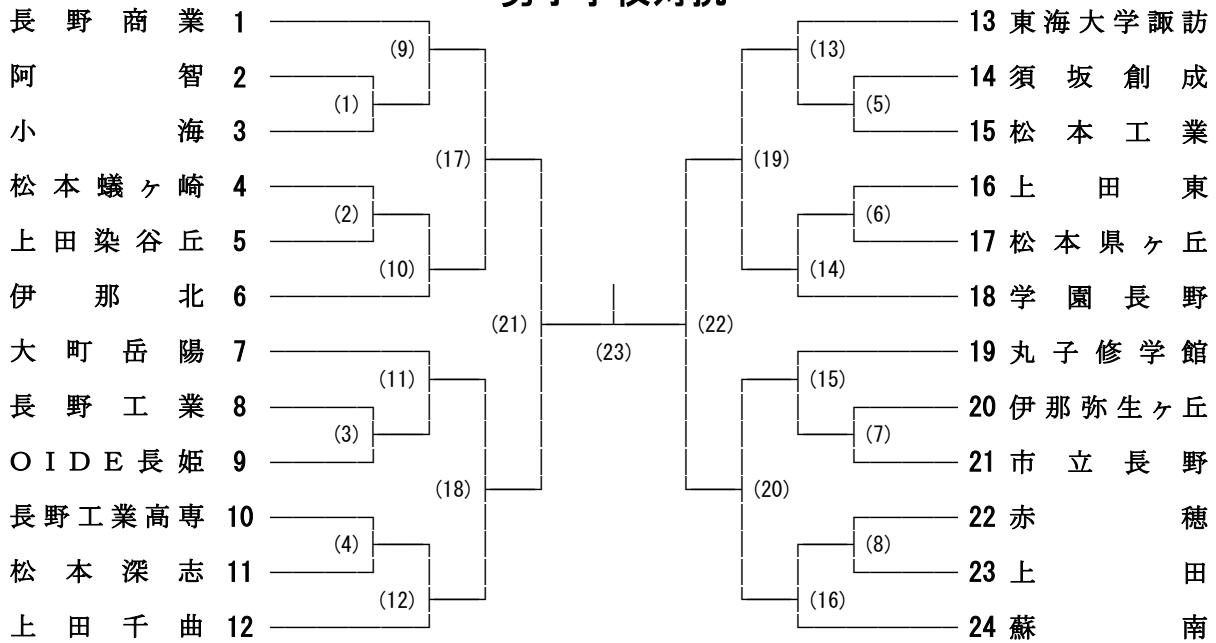 男子学校対抗
長野商業 1
阿智 2
小海 3
松本蟻ヶ崎 4
上田染谷丘 5
伊那北 6
大町岳陽 7
長野工業 8
ＯＩＤＥ長姫 9
長野工業高専 10
松本深志 11
上田千曲 12
(9)
(1)
(17)
(2)
(10)
(21)
(11)
(3)
(18)
(4)
(12)
(23)
(13)
(5)
(19)
(6)
(14)
(22)
(15)
(7)
(20)
(8)
(16)
13 東海大学諏訪
14 須坂創成
15 松本工業
16 上田東
17 松本県ヶ丘
18 学園長野
19 丸子修学館
20 伊那弥生ヶ丘
21 市立長野
22 赤穂
23 上田
24 蘇南